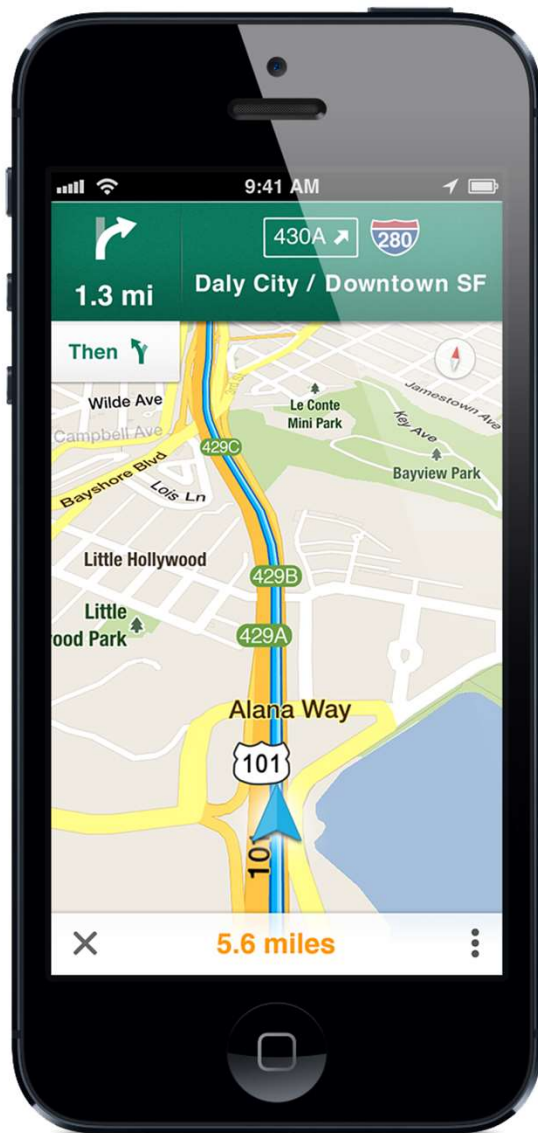 9:41 AM
430A 280
1.3 mi
Daly City / Downtown SF
Then
Wilde Ave
Campbell Ave
3rd St
Le Conte
Mini Park
Jamestown Ave
Key Ave
429C
Bayview Park
Bayshore Blvd
Lois Ln
Little Hollywood
429B
Little
ood Park
429A
Alana Way
101
101
5.6 miles